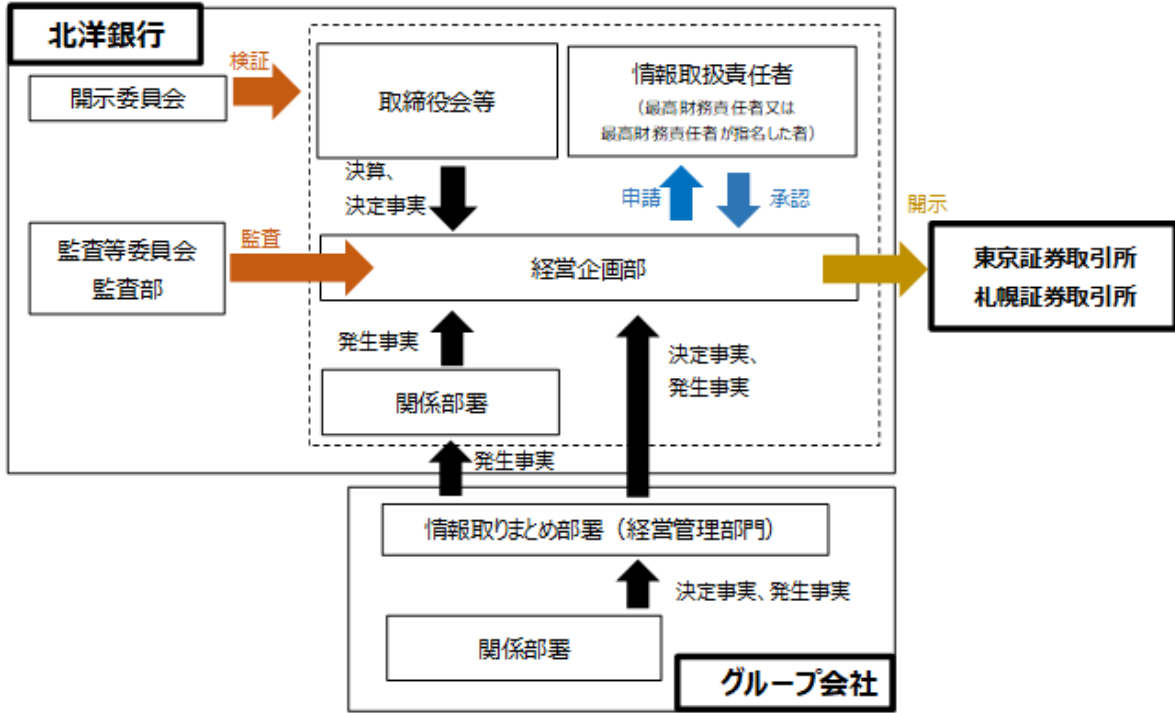 北洋銀行
検証
開示委員会
取締役会等
情報取扱責任者
（最高財務責任者又は
最高財務責任者が指名した者）
決算、
決定事実
申請
承認
開示
監査等委員会
監査部
監査
経営企画部
東京証券取引所
札幌証券取引所
発生事実
決定事実、
発生事実
関係部署
発生事実
情報取りまとめ部署（経営管理部門）
決定事実、発生事実
関係部署
グループ会社